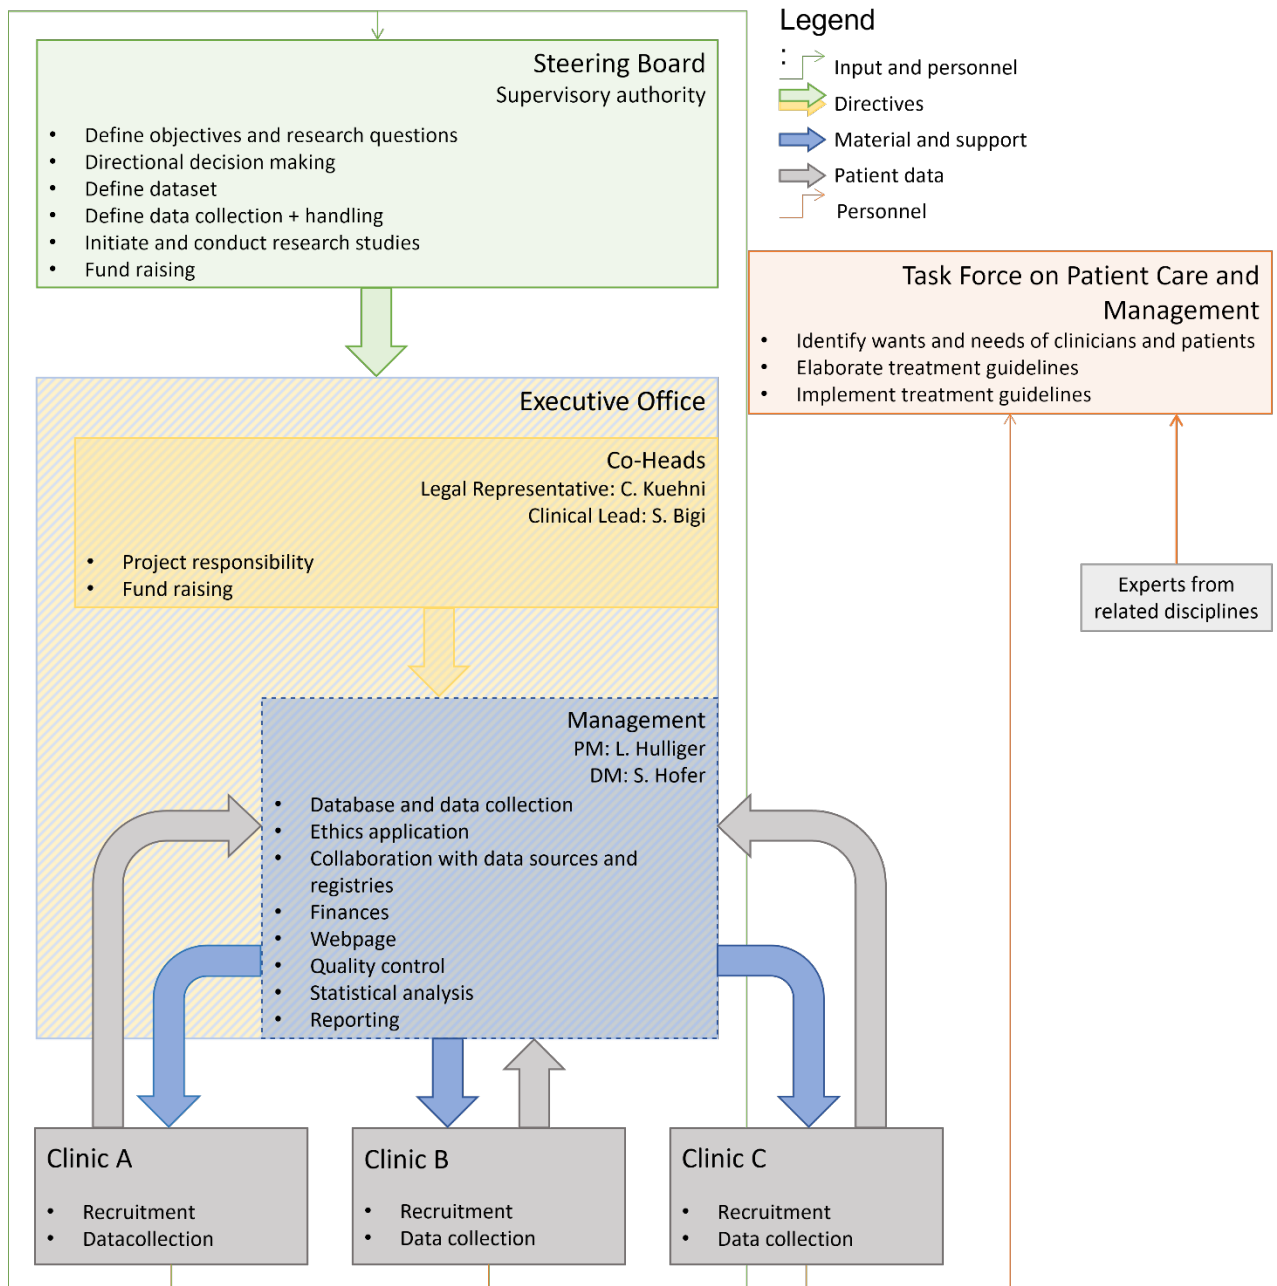 Steering Board
Supervisory authority
• Define objectives and research questions
• Directional decision making
• Define dataset
• Define data collection + handling
• Initiate and conduct research studies
• Fund raising
Legend
:
Input and personnel
Directives
Material and support
Patient data
Personnel
Task Force on Patient Care and
Management
• Identify wants and needs of clinicians and patients
• Elaborate treatment guidelines
• Implement treatment guidelines
Executive Office
Co-Heads
Legal Representative: C. Kuehni
Clinical Lead: S. Bigi
• Project responsibility
• Fund raising
Experts from
related disciplines
Management
PM: L. Hulliger
DM: S. Hofer
• Database and data collection
• Ethics application
• Collaboration with data sources and
registries
• Finances
• Webpage
• Quality control
• Statistical analysis
• Reporting
Clinic A
• Recruitment
• Datacollection
Clinic B
• Recruitment
• Data collection
Clinic C
• Recruitment
• Data collection